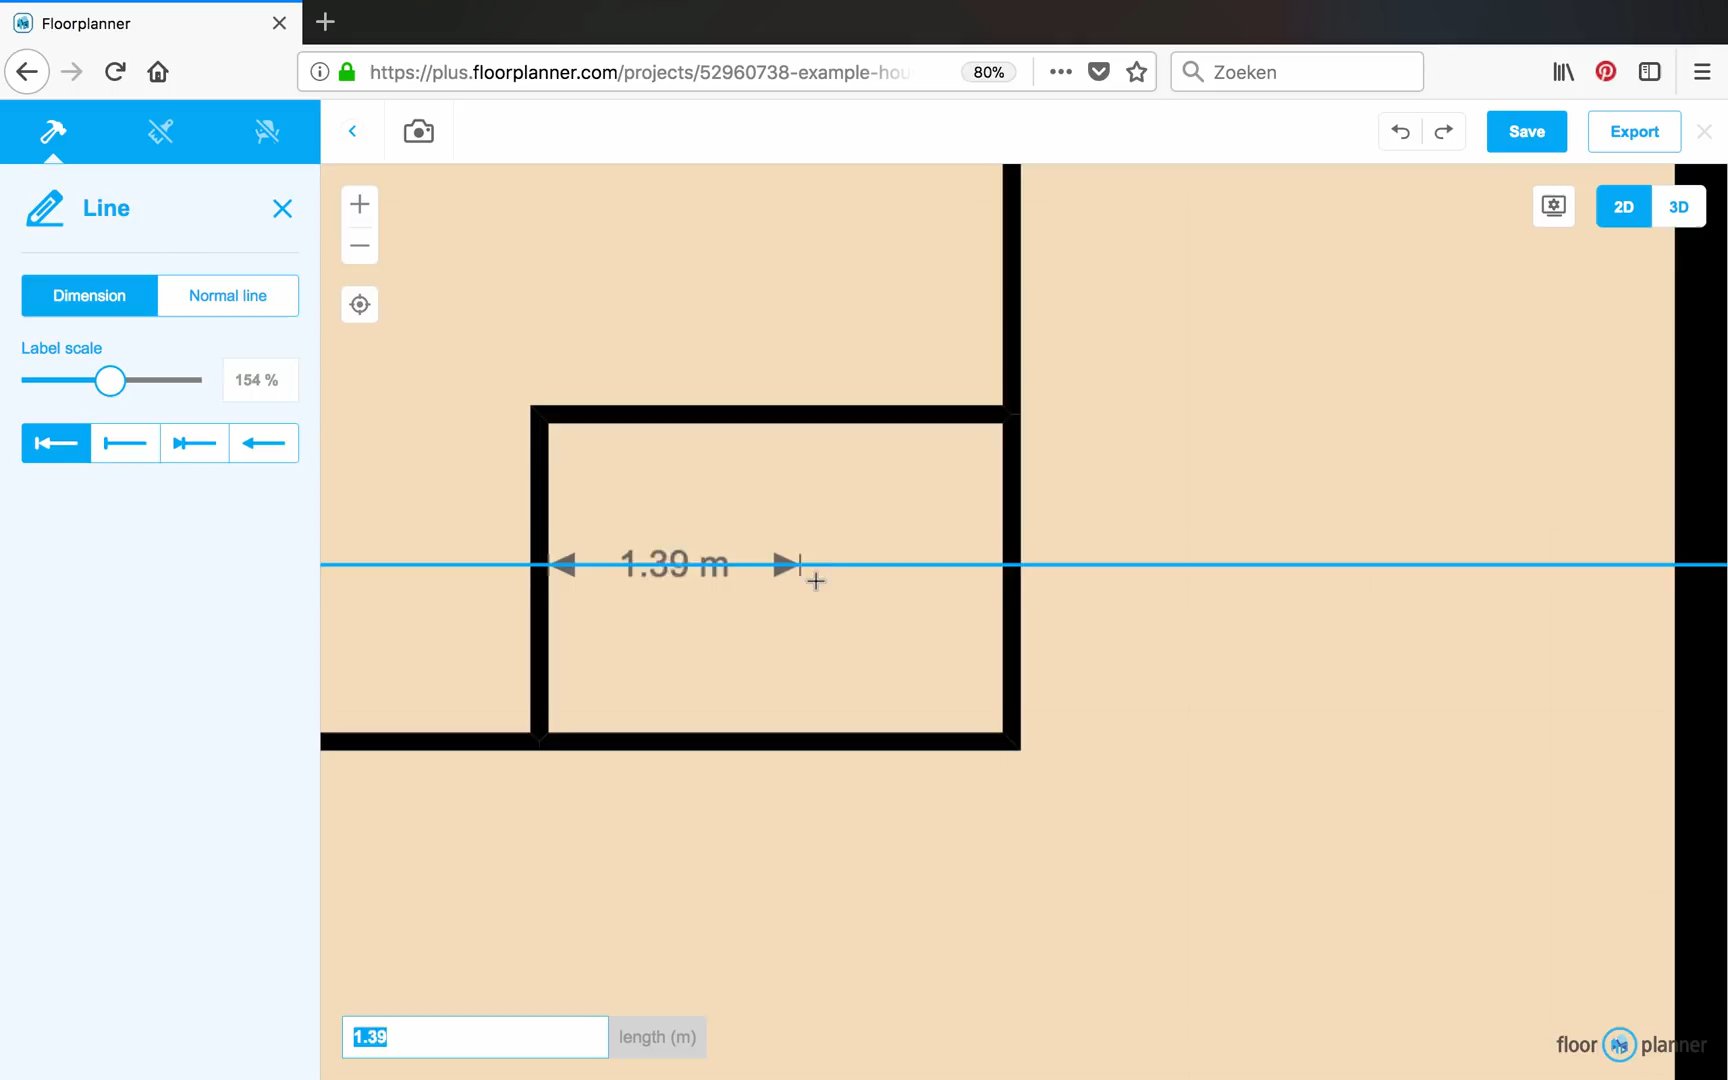 Floorplanner
https://plus.floorplanner.com/projects/52960738-example-hou
80%
Zoeken
Save
Export
Line
2D
3D
Dimension
Normal line
Label scale
154 %
1.39 m
1.39
length (m)
floor planner